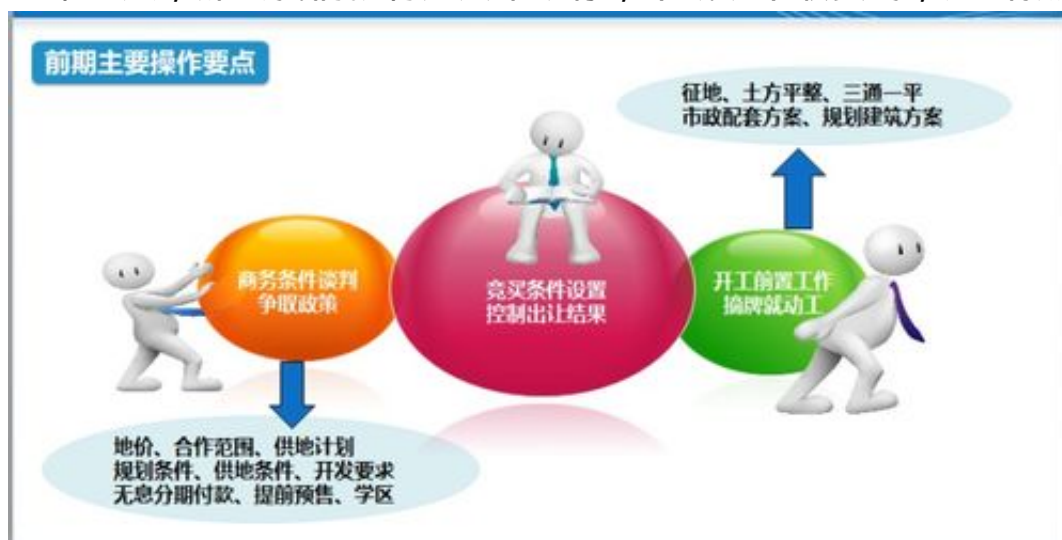 前期主要操作要点
征地、土方平整、三通一平
市政配套方案、规划建筑方案
商务条件谈判
争取政策
竞买条件设置
控制出让结果
开工前置工作
摘牌就动工
地价、合作范围、供地计划
规划条件、供地条件、开发要求
无息分期付款、提前预售、学区